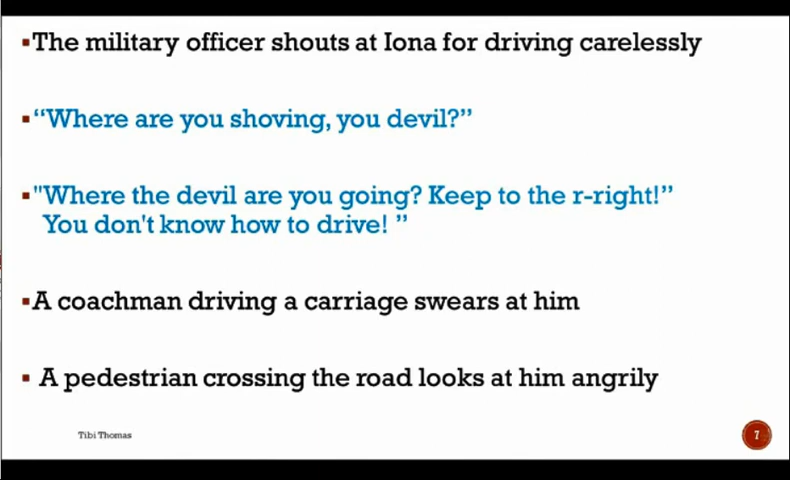 ▪The military officer shouts at Iona for driving carelessly
▪“Where are you shoving, you devil?”
▪"Where the devil are you going? Keep to the r-right!”
You don't know how to drive! ”
▪A coachman driving a carriage swears at him
▪ A pedestrian crossing the road looks at him angrily
Tibi Thomas
7